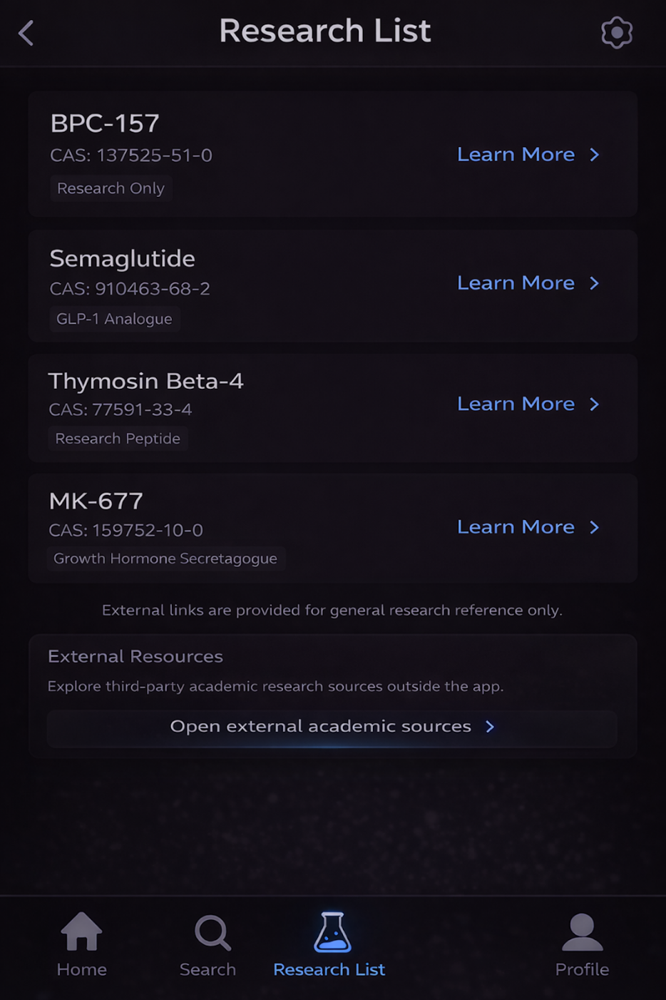 Research List
BPC-157
CAS: 137525-51-0
Learn More
Research Only
Semaglutide
CAS: 910463-68-2
Learn More
GLP-1 Analogue
Thymosin Beta-4
CAS: 77591-33-4
Learn More
Research Peptide
MK-677
CAS: 159752-10-0
Learn More
Growth Hormone Secretagogue
External links are provided for general research reference only.
External Resources
Explore third-party academic research sources outside the app.
Open external academic sources
Home
Search
Research List
Profile